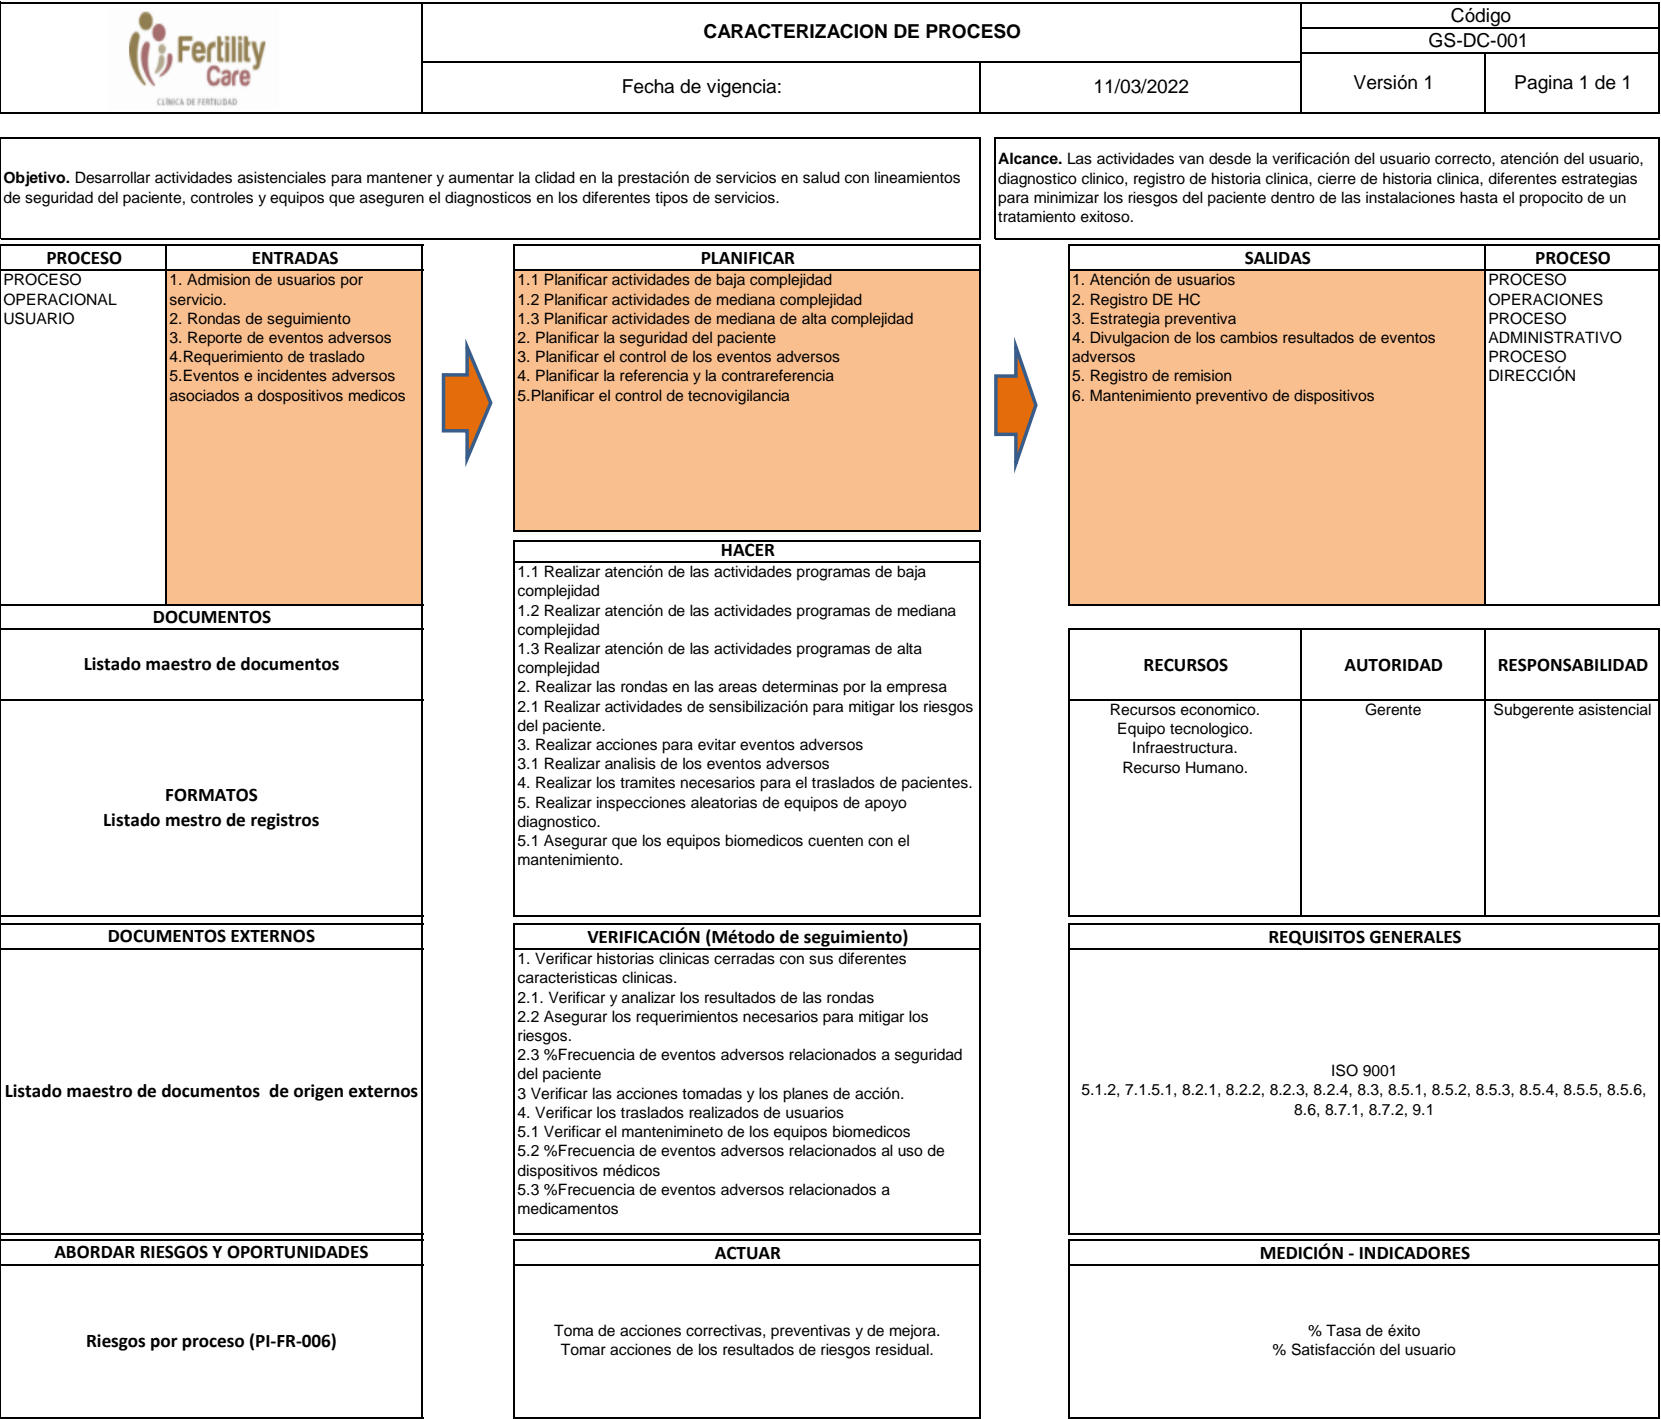 Fertility
Care
CLÍNICA DE FERTILIDAD
CARACTERIZACION DE PROCESO
Código
GS-DC-001
Fecha de vigencia:
11/03/2022
Versión 1
Pagina 1 de 1
Objetivo. Desarrollar actividades asistenciales para mantener y aumentar la clidad en la prestación de servicios en salud con lineamientos
de seguridad del paciente, controles y equipos que aseguren el diagnosticos en los diferentes tipos de servicios.
Alcance. Las actividades van desde la verificación del usuario correcto, atención del usuario,
diagnostico clinico, registro de historia clinica, cierre de historia clinica, diferentes estrategias
para minimizar los riesgos del paciente dentro de las instalaciones hasta el propocito de un
tratamiento exitoso.
PROCESO
PROCESO
OPERACIONAL
USUARIO
ENTRADAS
1. Admision de usuarios por
servicio.
2. Rondas de seguimiento
3. Reporte de eventos adversos
4.Requerimiento de traslado
5.Eventos e incidentes adversos
asociados a dospositivos medicos
PLANIFICAR
1.1 Planificar actividades de baja complejidad
1.2 Planificar actividades de mediana complejidad
1.3 Planificar actividades de mediana de alta complejidad
2. Planificar la seguridad del paciente
3. Planificar el control de los eventos adversos
4. Planificar la referencia y la contrareferencia
5.Planificar el control de tecnovigilancia
SALIDAS
1. Atención de usuarios
2. Registro DE HC
3. Estrategia preventiva
4. Divulgacion de los cambios resultados de eventos
adversos
5. Registro de remision
6. Mantenimiento preventivo de dispositivos
PROCESO
PROCESO
OPERACIONES
PROCESO
ADMINISTRATIVO
PROCESO
DIRECCIÓN
HACER
1.1 Realizar atención de las actividades programas de baja
complejidad
1.2 Realizar atención de las actividades programas de mediana
complejidad
1.3 Realizar atención de las actividades programas de alta
complejidad
2. Realizar las rondas en las areas determinas por la empresa
2.1 Realizar actividades de sensibilización para mitigar los riesgos
del paciente.
3. Realizar acciones para evitar eventos adversos
3.1 Realizar analisis de los eventos adversos
4. Realizar los tramites necesarios para el traslados de pacientes.
5. Realizar inspecciones aleatorias de equipos de apoyo
diagnostico.
5.1 Asegurar que los equipos biomedicos cuenten con el
mantenimiento.
DOCUMENTOS
Listado maestro de documentos
FORMATOS
Listado mestro de registros
RECURSOS
AUTORIDAD
RESPONSABILIDAD
Recursos economico.
Equipo tecnologico.
Infraestructura.
Recurso Humano.
Gerente
Subgerente asistencial
DOCUMENTOS EXTERNOS
Listado maestro de documentos  de origen externos
VERIFICACIÓN (Método de seguimiento)
1. Verificar historias clinicas cerradas con sus diferentes
caracteristicas clinicas.
2.1. Verificar y analizar los resultados de las rondas
2.2 Asegurar los requerimientos necesarios para mitigar los
riesgos.
2.3 %Frecuencia de eventos adversos relacionados a seguridad
del paciente
3 Verificar las acciones tomadas y los planes de acción.
4. Verificar los traslados realizados de usuarios
5.1 Verificar el mantenimineto de los equipos biomedicos
5.2 %Frecuencia de eventos adversos relacionados al uso de
dispositivos médicos
5.3 %Frecuencia de eventos adversos relacionados a
medicamentos
REQUISITOS GENERALES
ISO 9001
5.1.2, 7.1.5.1, 8.2.1, 8.2.2, 8.2.3, 8.2.4, 8.3, 8.5.1, 8.5.2, 8.5.3, 8.5.4, 8.5.5, 8.5.6,
8.6, 8.7.1, 8.7.2, 9.1
ABORDAR RIESGOS Y OPORTUNIDADES
Riesgos por proceso (PI-FR-006)
ACTUAR
Toma de acciones correctivas, preventivas y de mejora.
Tomar acciones de los resultados de riesgos residual.
MEDICIÓN - INDICADORES
% Tasa de éxito
% Satisfacción del usuario